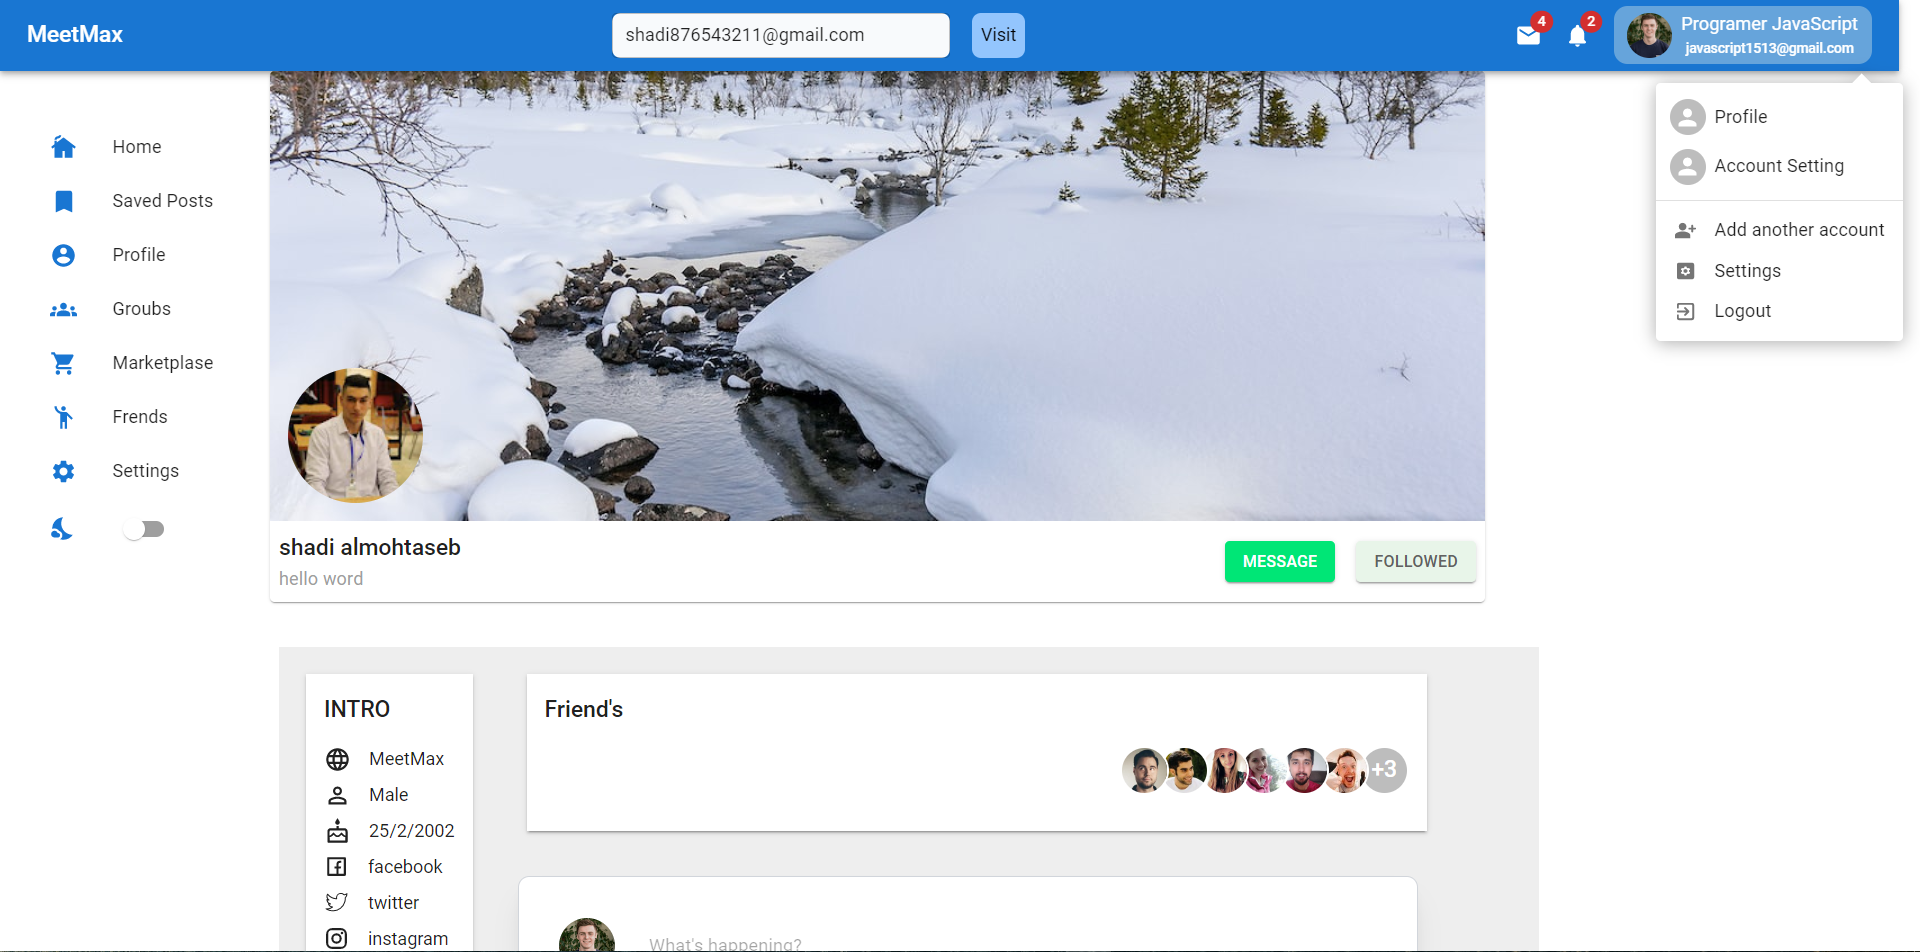 MeetMax
shadi876543211@gmail.com
Visit
4
2
Programer JavaScript
javascript1513@gmail.com
Profile
Account Setting
Add another account
Settings
Logout
Home
Saved Posts
Profile
Groubs
Marketplase
Frends
Settings
shadi almohtaseb
hello word
MESSAGE
FOLLOWED
INTRO
MeetMax
Male
25/2/2002
facebook
twitter
instagram
Friend's
+3
What's happening?